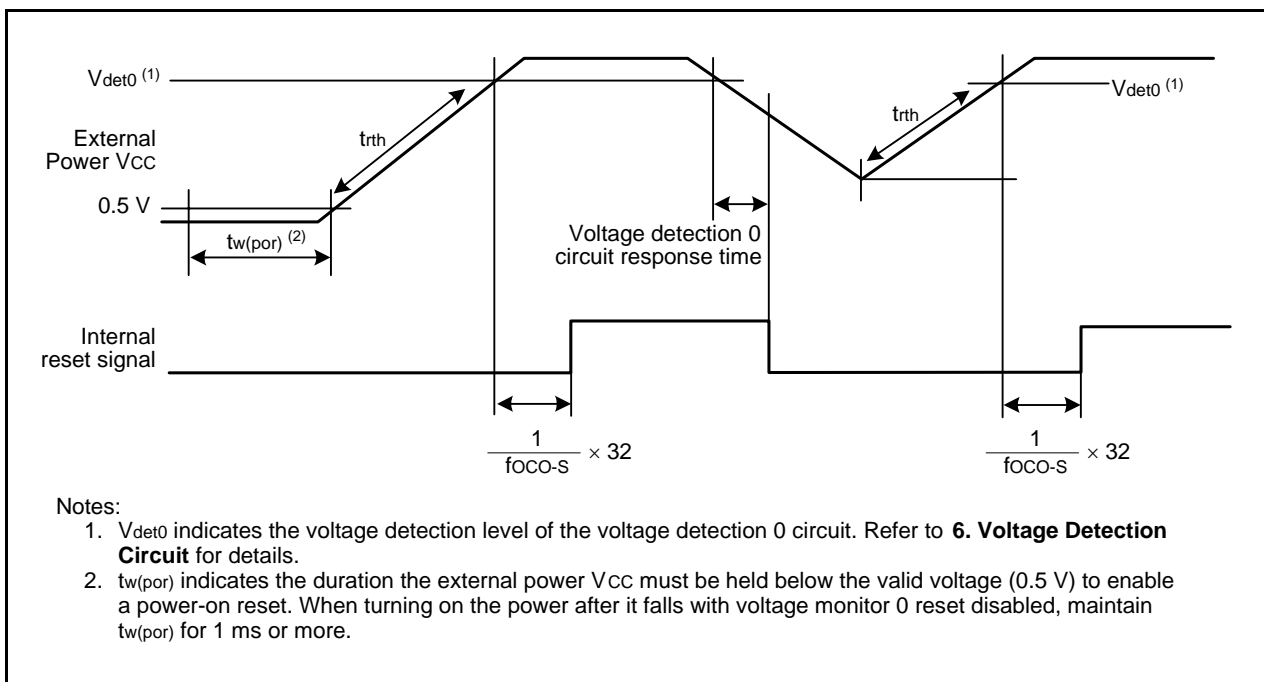 Vdet0 (1)
External
Power VCC
0.5 V
trth
tw(por) (2)
Voltage detection 0
circuit response time
trth
Vdet0 (1)
Internal
reset signal
1
fOCO-S
× 32
1
fOCO-S
× 32
Notes:
1. Vdet0 indicates the voltage detection level of the voltage detection 0 circuit. Refer to 6. Voltage Detection
Circuit for details.
2. tw(por) indicates the duration the external power VCC must be held below the valid voltage (0.5 V) to enable
a power-on reset. When turning on the power after it falls with voltage monitor 0 reset disabled, maintain
tw(por) for 1 ms or more.